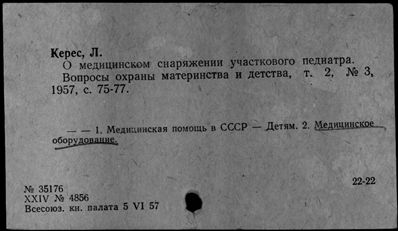 Керес, Л.
О медицинском снаряжении участкового педиатра.
Вопросы охраны материнства и детства, т. 2, № 3,
1957, с. 75-77.
— — 1. Медицинская помощь в СССР — Детям. 2. Медицинское
оборудование.
22-22
№ 35176
XXIV № 4856
Всесоюз. кн. палата 5 VI 57